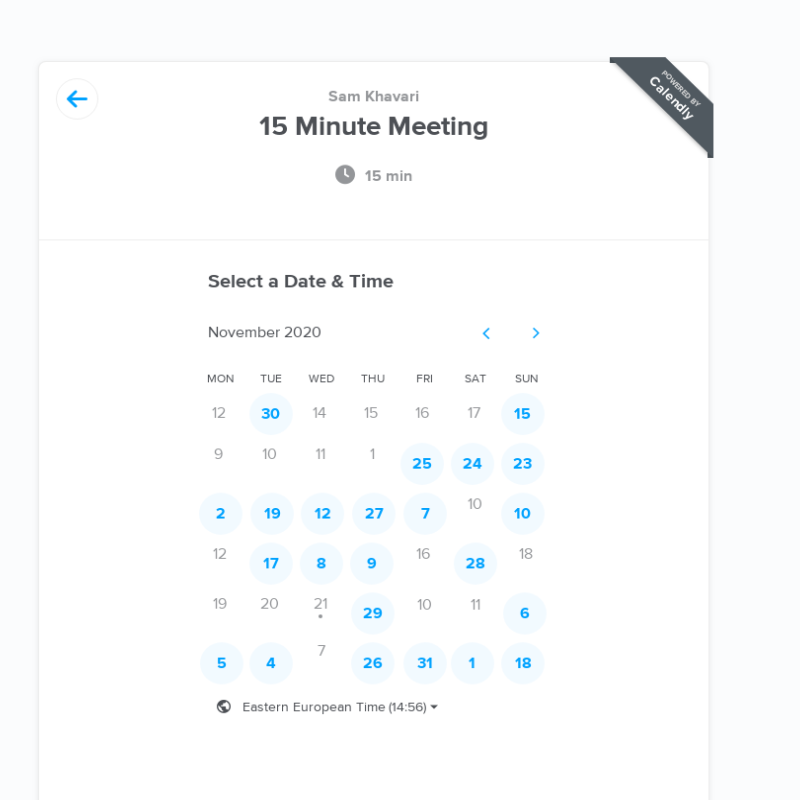 POWERED BY
Calendly
Sam Khavari
15 Minute Meeting
15 min
Select a Date & Time
November 2020
MON TUE WED THU FRI SAT SUN
12 30 14 15 16 17 15
9 10 11 1 25 24 23
2 19 12 27 7 10 10
12 17 8 9 16 28 18
19 20 21 29 10 11 6
5 4 7 26 31 1 18
Eastern European Time (14:56)